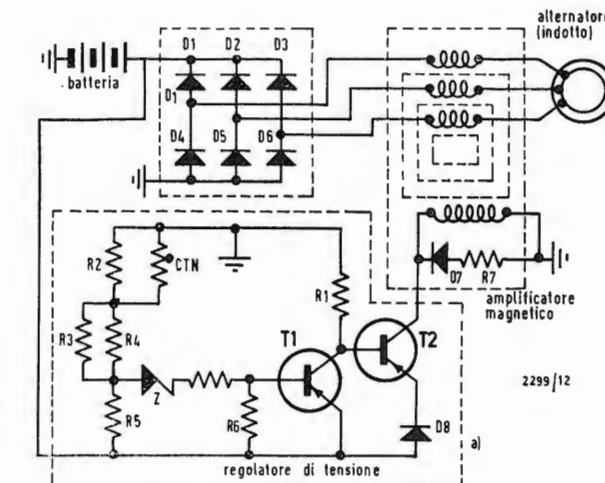 alternatore
(indotto)
D1
D2
D3
batteria
D1
D4
D5
D6
R2
CTN
R1
D7
R7
amplificatore
magnetico
R3
R4
T1
T2
Z
2299/12
R5
R6
D8
a)
regolatore di tensione